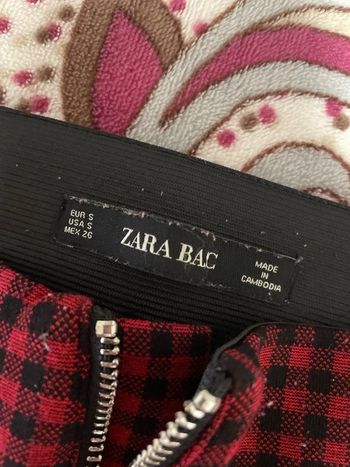 EUR S
USA S
MEX 26
ZARA BAC
MADE
IN
CAMBODIA